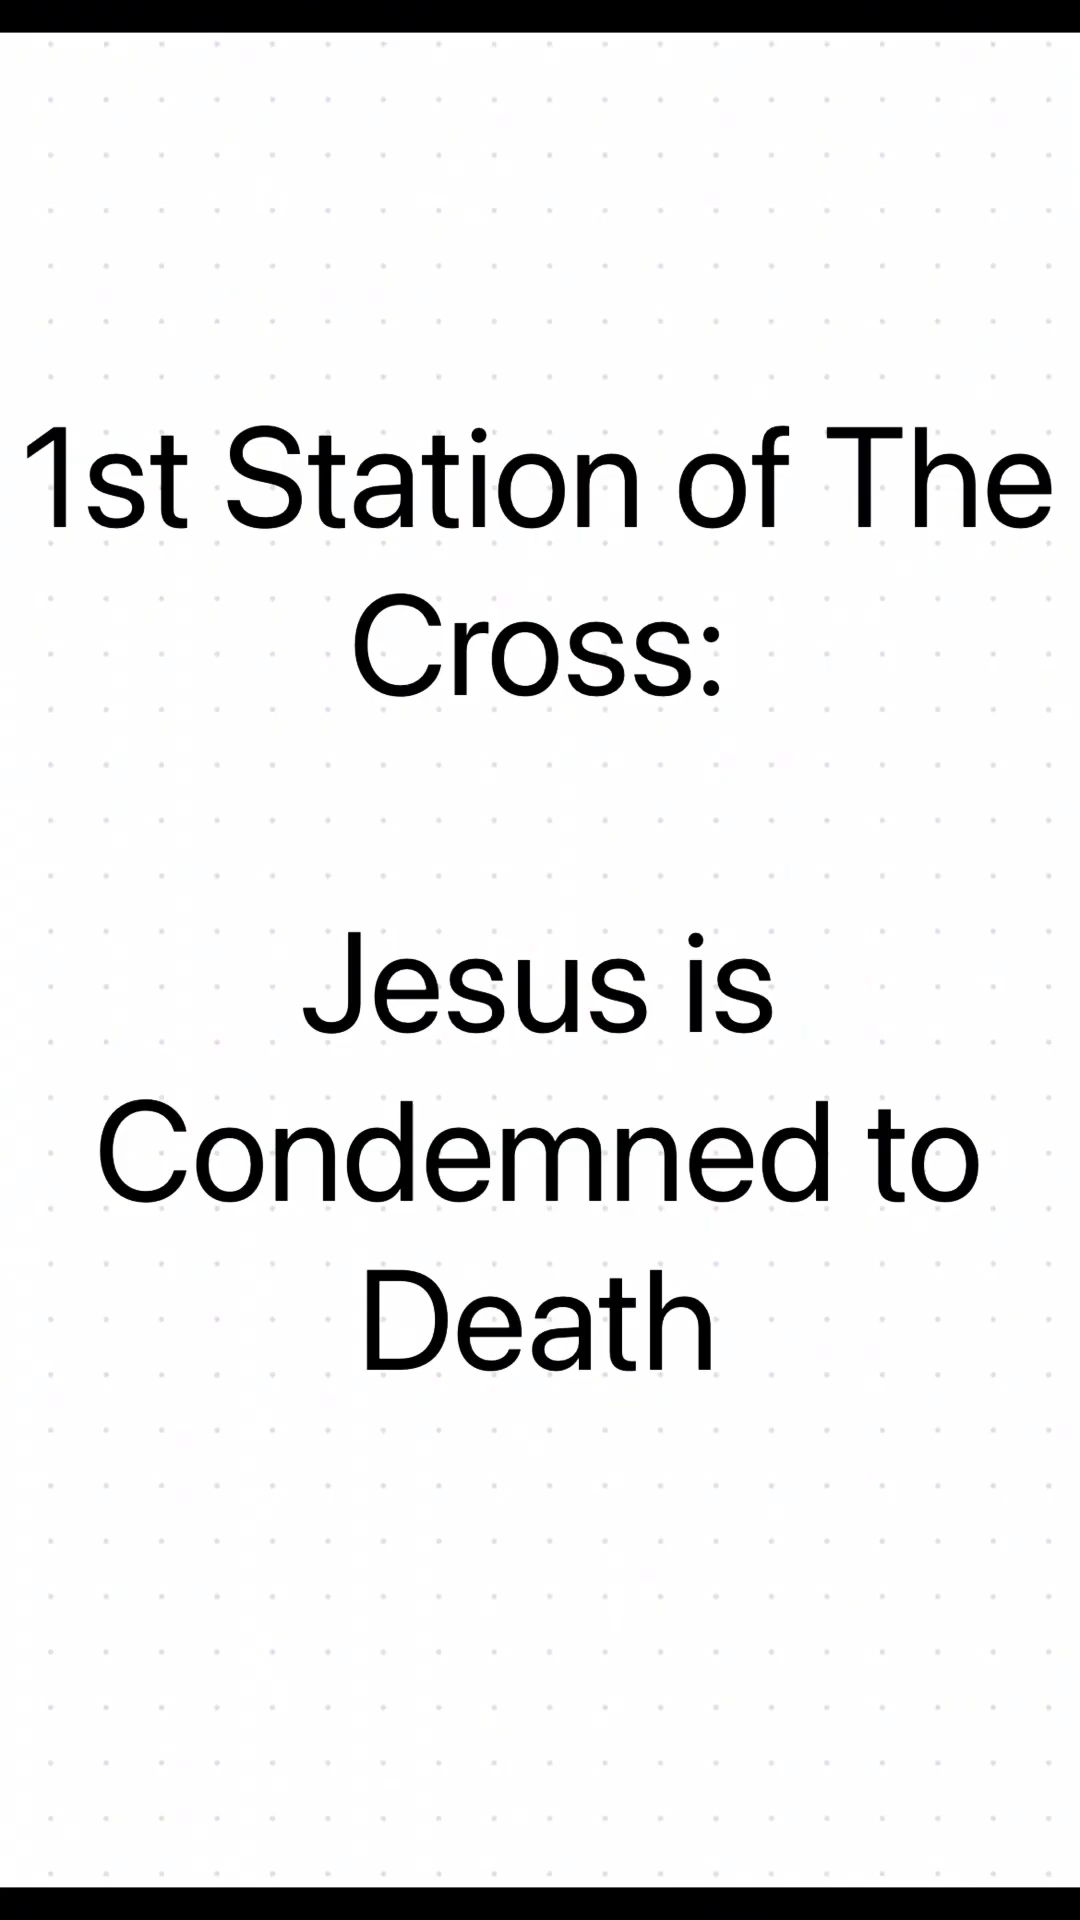 1st Station of The
Cross:
Jesus is
Condemned to
Death